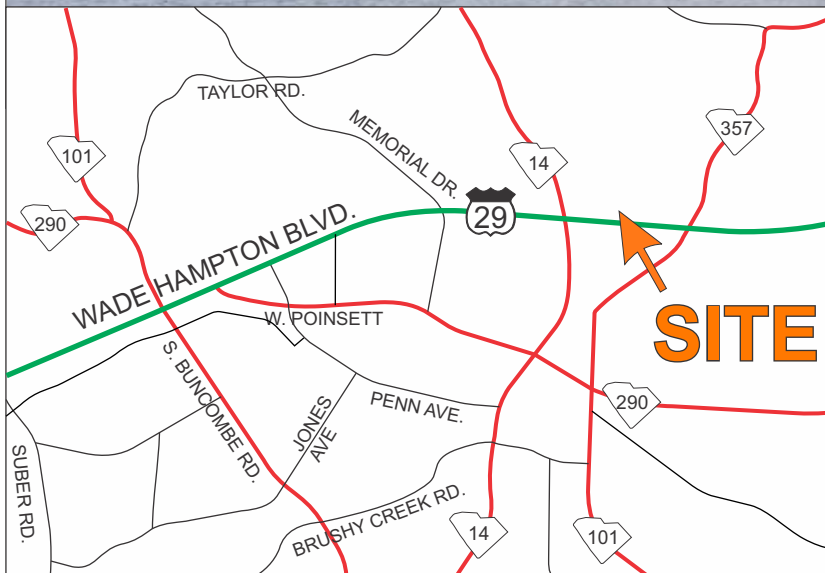 TAYLOR RD.
MEMORIAL DR.
101
14
357
290
29
WADE HAMPTON BLVD.
SITE
W. POINSETT
S. BUNCOMBE RD.
JONES
AVE
PENN AVE.
290
SUBER RD.
BRUSHY CREEK RD.
14
101